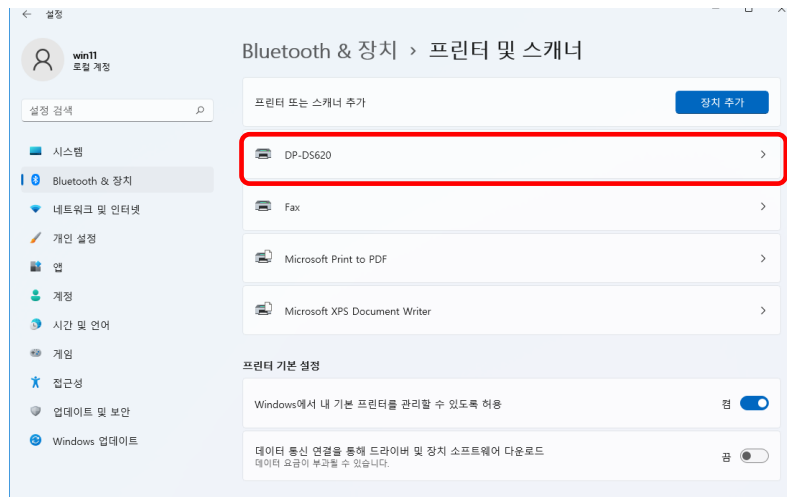 설정
win11
로컬 계정
설정 검색
시스템
Bluetooth & 장치
네트워크 및 인터넷
개인 설정
앱
계정
시간 및 언어
게임
접근성
업데이트 및 보안
Windows 업데이트
Bluetooth & 장치 › 프린터 및 스캐너
프린터 또는 스캐너 추가
장치 추가
DP-DS620
Fax
Microsoft Print to PDF
Microsoft XPS Document Writer
프린터 기본 설정
Windows에서 내 기본 프린터를 관리할 수 있도록 허용
켬
데이터 통신 연결을 통해 드라이버 및 장치 소프트웨어 다운로드
데이터 요금이 부과될 수 있습니다.
끔